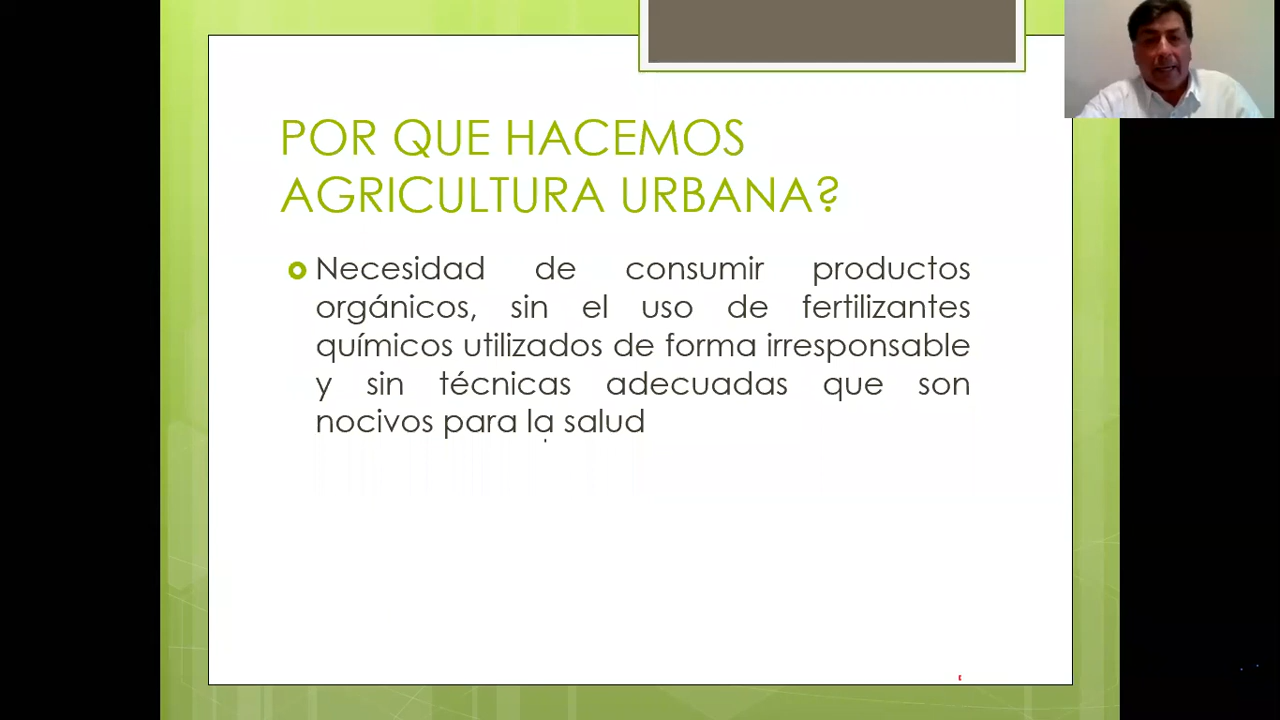 POR QUE HACEMOS
AGRICULTURA URBANA?
Necesidad de consumir productos
orgánicos, sin el uso de fertilizantes
químicos utilizados de forma irresponsable
y sin técnicas adecuadas que son
nocivos para la salud